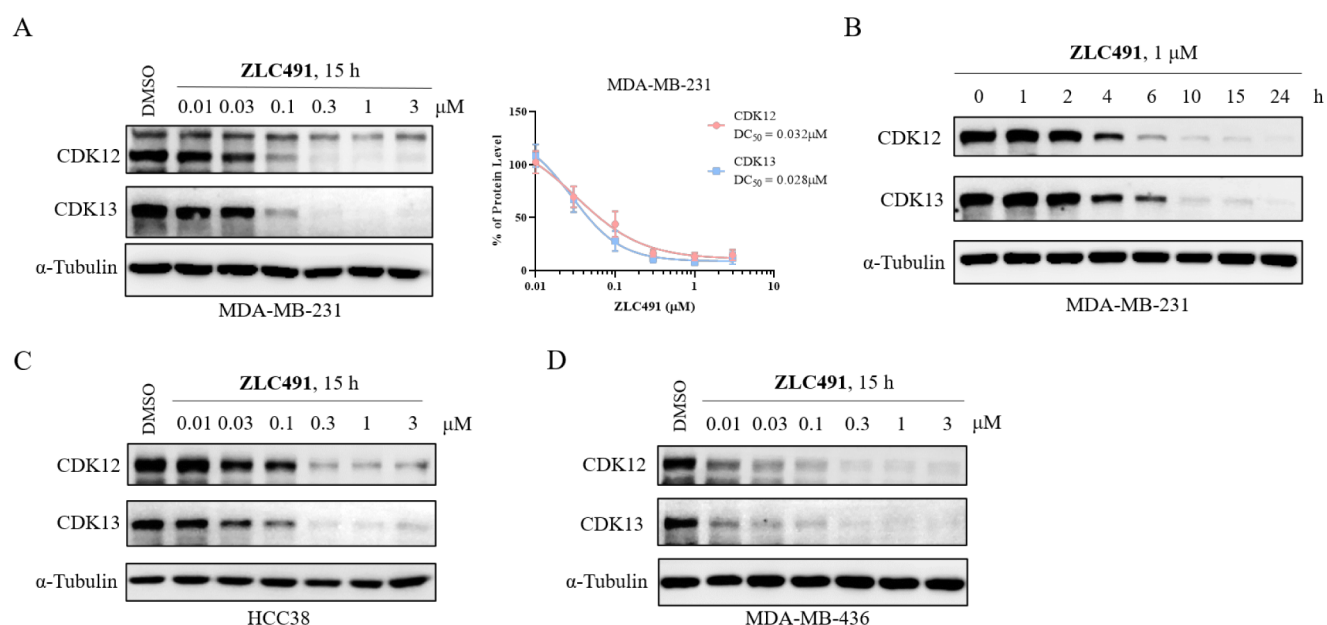 A
DMSO
ZLC491, 15 h
0.01 0.03 0.1 0.3 1 3 μM
CDK12
CDK13
α-Tubulin
MDA-MB-231
MDA-MB-231
150
100
50
0
% of Protein Level
0.01 0.1 1 10
ZLC491 (μM)
CDK12
DC50 = 0.032μM
CDK13
DC50 = 0.028μM
B
ZLC491, 1 μM
0 1 2 4 6 10 15 24 h
CDK12
CDK13
α-Tubulin
MDA-MB-231
C
DMSO
ZLC491, 15 h
0.01 0.03 0.1 0.3 1 3 μM
CDK12
CDK13
α-Tubulin
HCC38
D
DMSO
ZLC491, 15 h
0.01 0.03 0.1 0.3 1 3 μM
CDK12
CDK13
α-Tubulin
MDA-MB-436